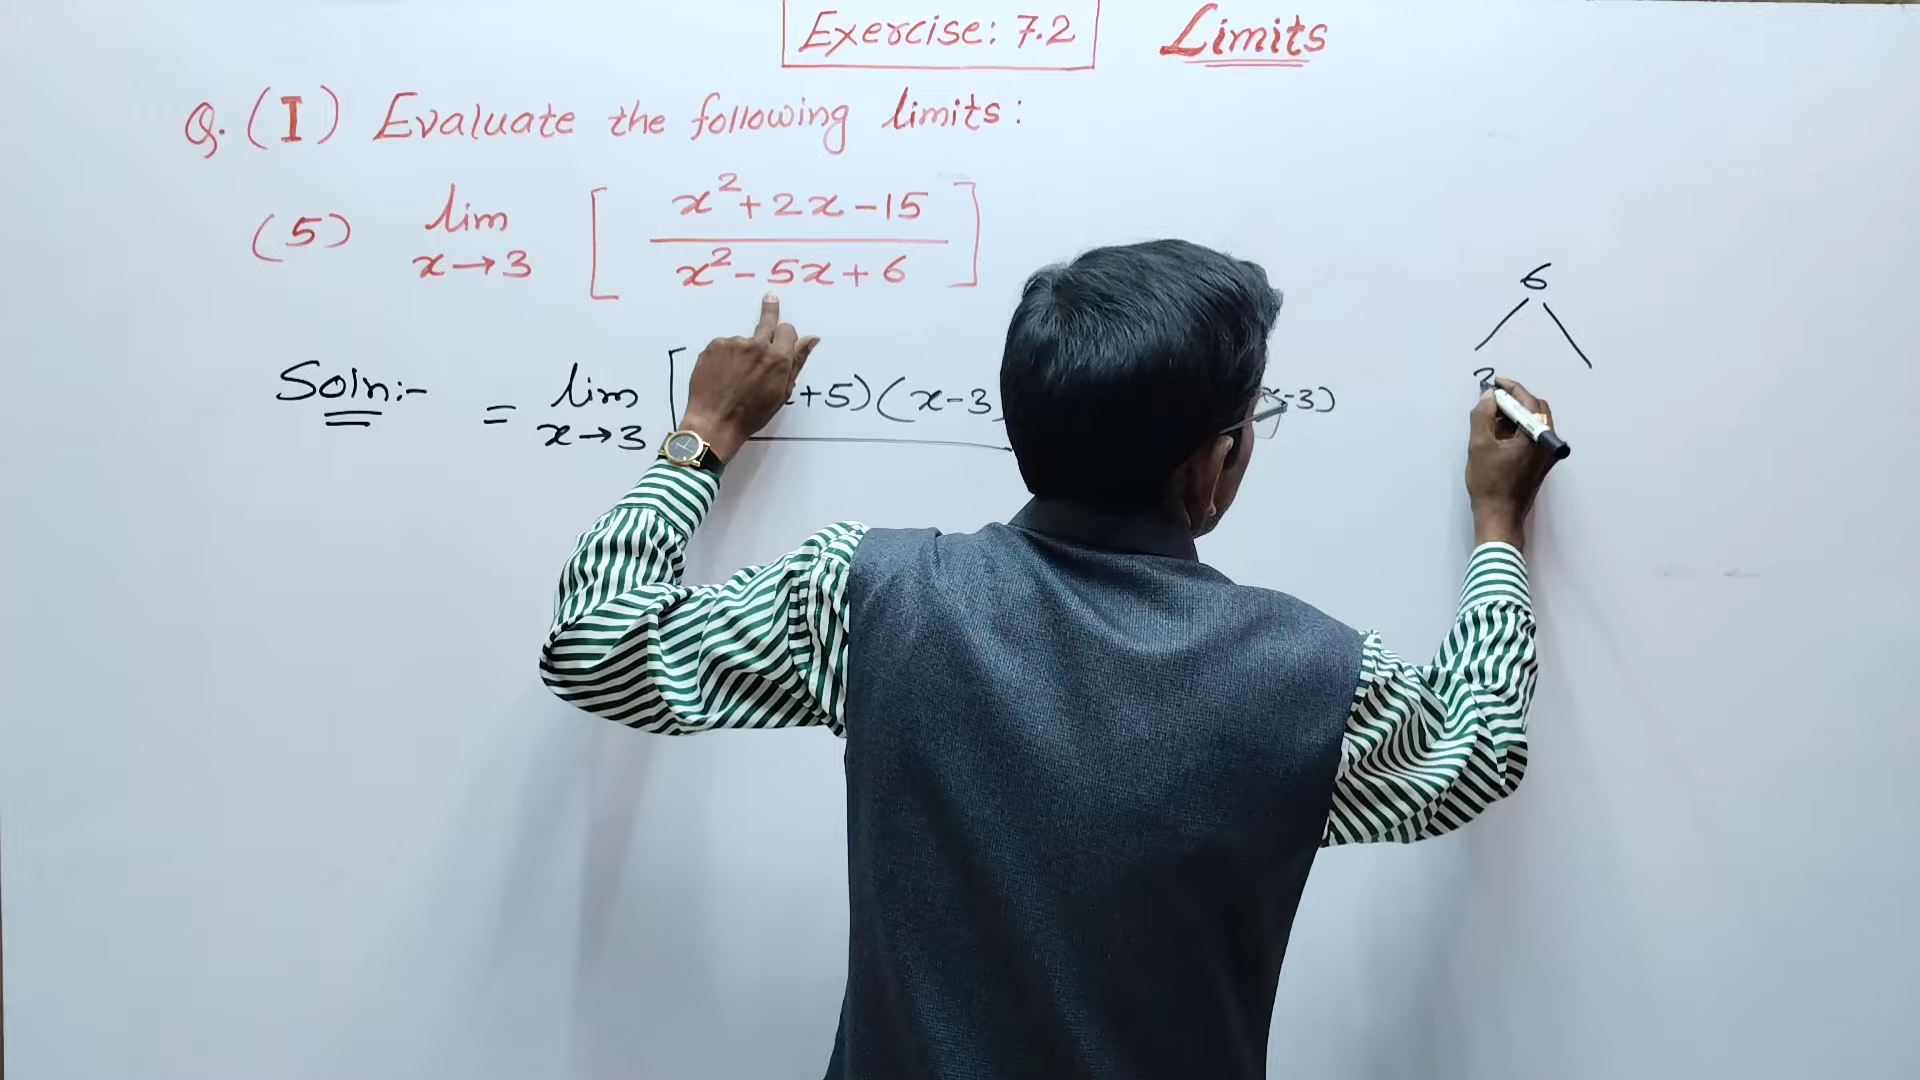 Exercise: 7.2 Limits
Q. (I) Evaluate the following limits:
(5) lim x→3 [ x²+2x-15 / x²-5x+6 ]
Soln:- = lim x→3 [ +5)(x-3 -3)
6